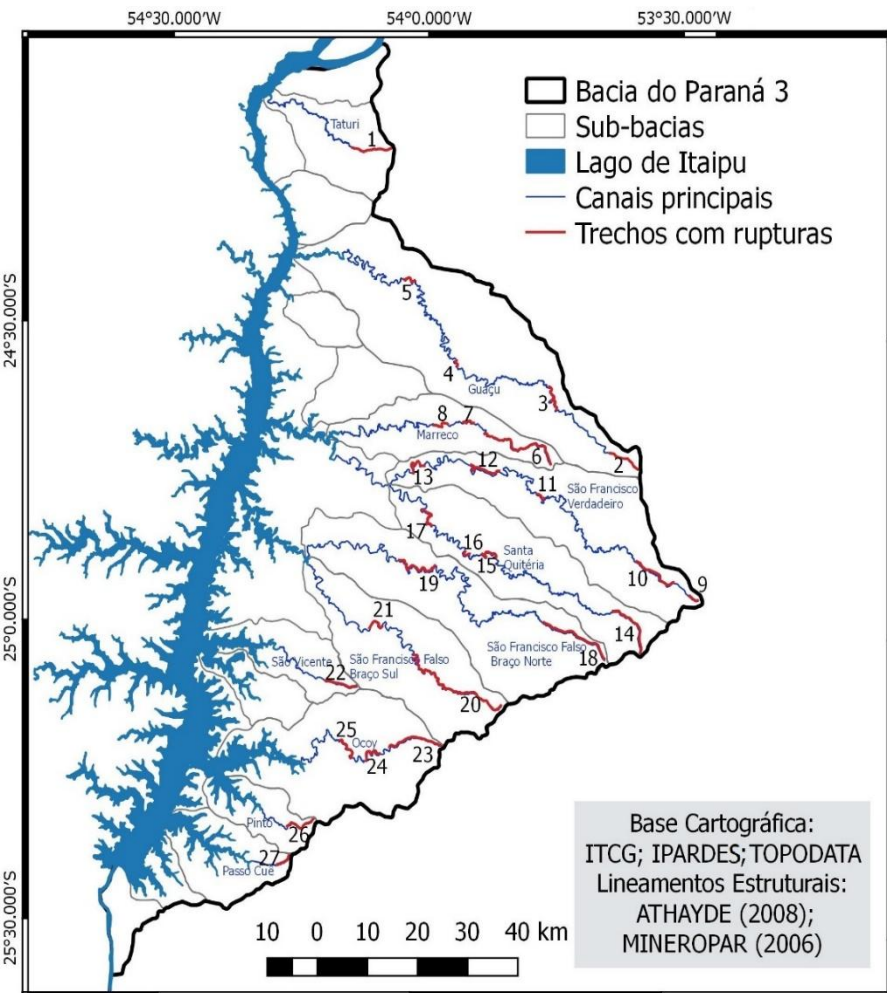 54°30.000'W
54°0.000'W
53°30.000'W
Bacia do Paraná 3
Sub-bacias
Lago de Itaipu
Canais principais
Trechos com rupturas
Taturi
1
24°30.000'S
5
4
Guaçu
3
2
8
7
Marreco
6
13
12
11
São Francisco
Verdadeiro
17
16
15
Santa
Quitéria
10
9
19
14
21
São Francisco Falso
Braço Norte
18
São Vicente
22
São Francisco Falso
Braço Sul
20
25°0.000'S
25
Ocoy
24
23
Pinto
26
27
Passo Cuê
25°30.000'S
10 0 10 20 30 40 km
Base Cartográfica:
ITCG; IPARDES; TOPODATA
Lineamentos Estruturais:
ATHAYDE (2008);
MINEROPAR (2006)